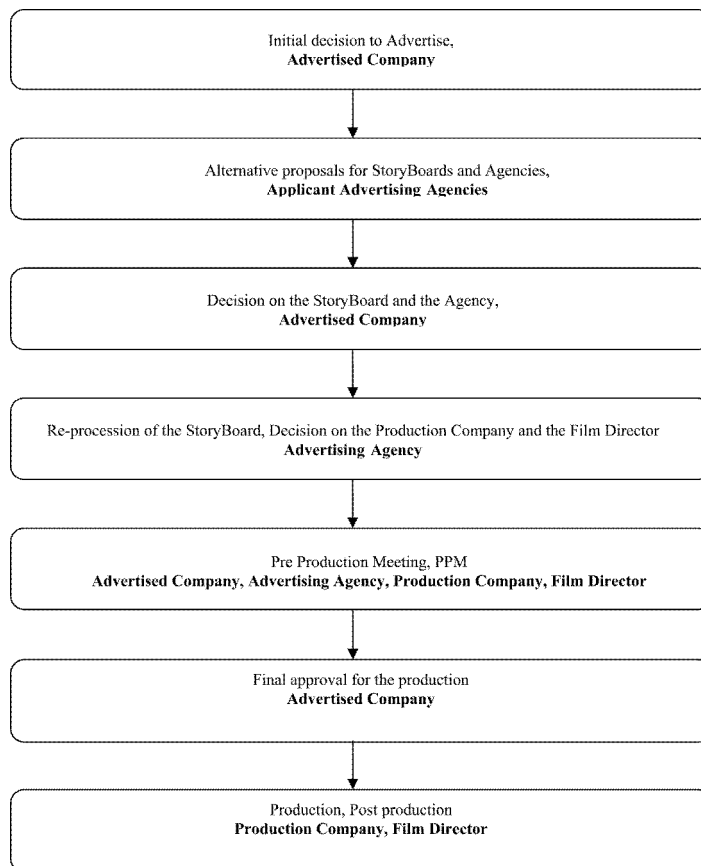 Initial decision to Advertise,
Advertised Company
Alternative proposals for StoryBoards and Agencies,
Applicant Advertising Agencies
Decision on the StoryBoard and the Agency,
Advertised Company
Re-procession of the StoryBoard, Decision on the Production Company and the Film Director
Advertising Agency
Pre Production Meeting, PPM
Advertised Company, Advertising Agency, Production Company, Film Director
Final approval for the production
Advertised Company
Production, Post production
Production Company, Film Director